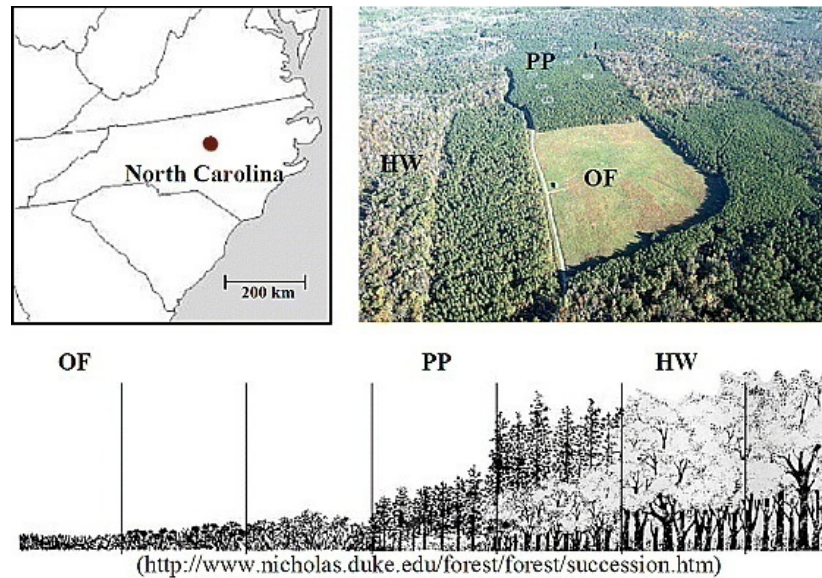 North Carolina
200 km
PP
HW
OF
OF
PP
HW
(http://www.nicholas.duke.edu/forest/forest/succession.htm)